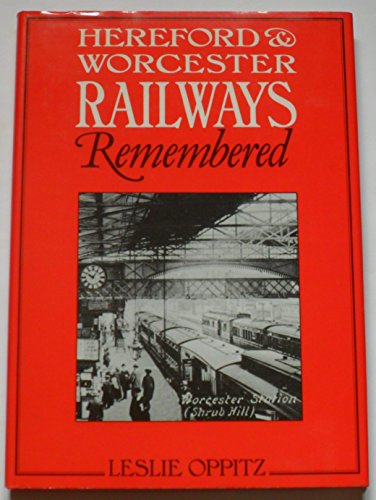 HEREFORD &
WORCESTER
RAILWAYS
Remembered
Worcester Station
(Shrub Hill)
LESLIE OPPITZ